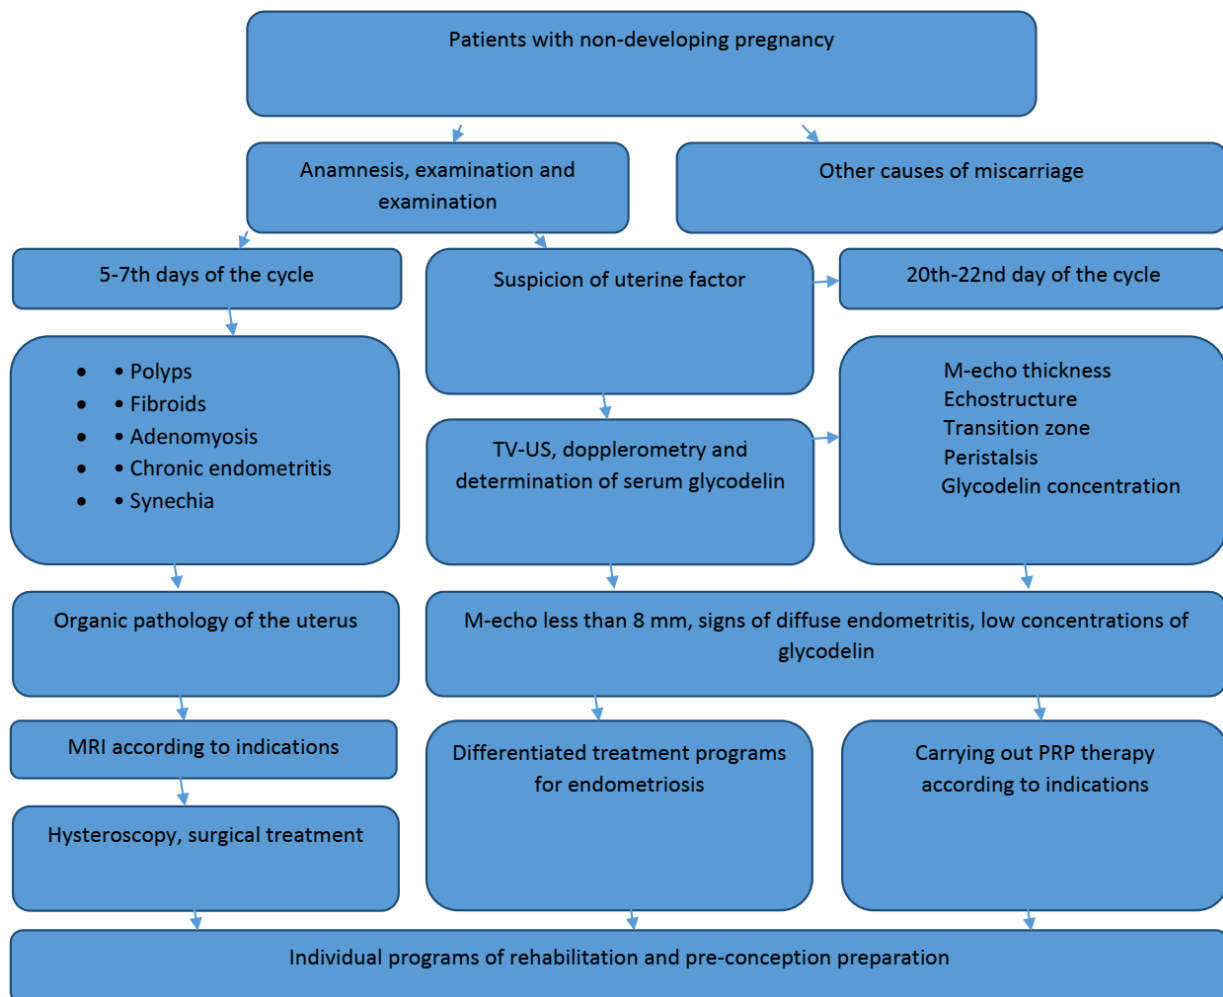 Patients with non-developing pregnancy
Anamnesis, examination and
examination
Other causes of miscarriage
5-7th days of the cycle
Suspicion of uterine factor
20th-22nd day of the cycle
• • Polyps
• • Fibroids
• • Adenomyosis
• • Chronic endometritis
• • Synechia
TV-US, dopplerometry and
determination of serum glycodelin
M-echo thickness
Echostructure
Transition zone
Peristalsis
Glycodelin concentration
Organic pathology of the uterus
M-echo less than 8 mm, signs of diffuse endometritis, low concentrations of
glycodelin
MRI according to indications
Differentiated treatment programs
for endometriosis
Carrying out PRP therapy
according to indications
Hysteroscopy, surgical treatment
Individual programs of rehabilitation and pre-conception preparation